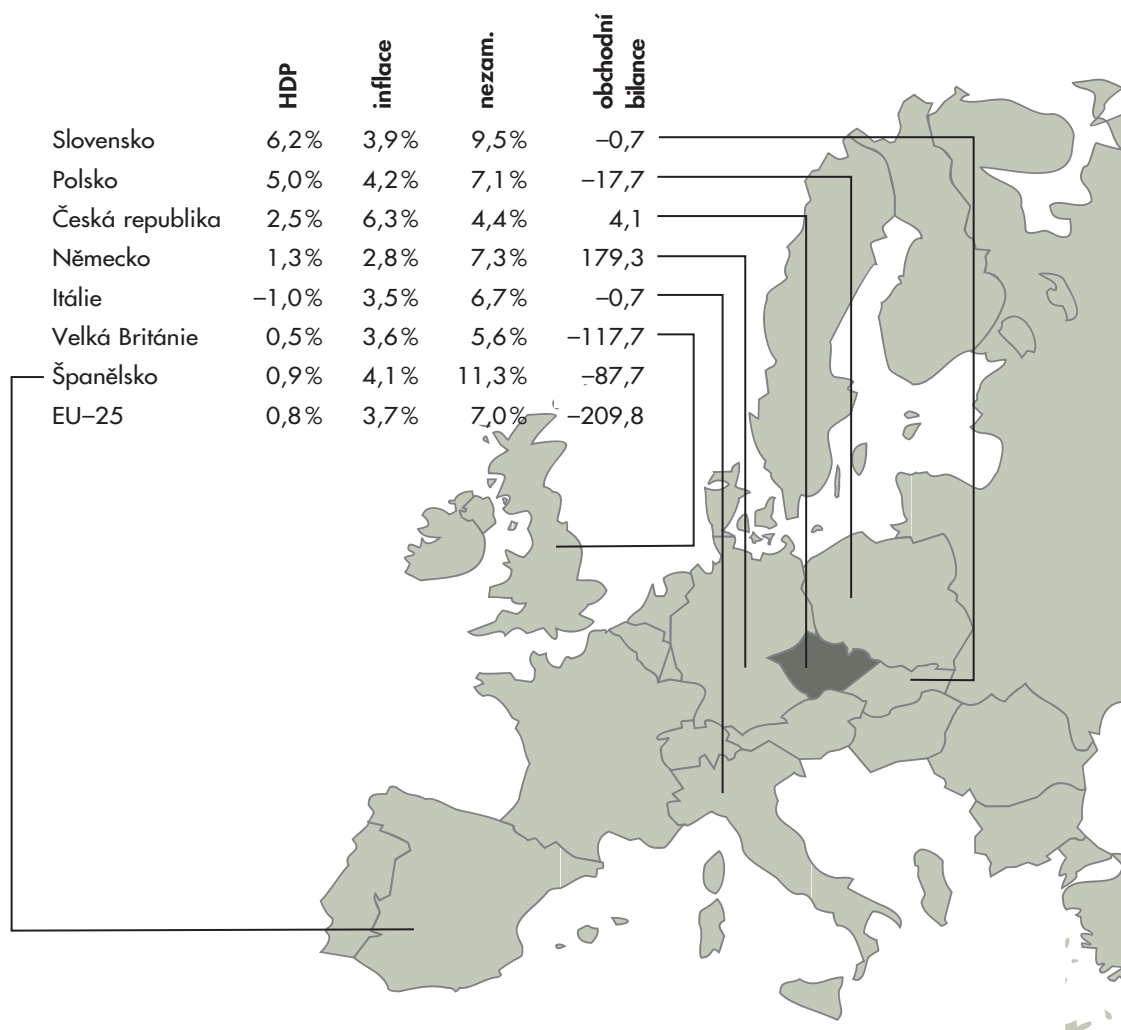 HDP inflace nezam. obchodní bilance
Slovensko 6,2% 3,9% 9,5% –0,7
Polsko 5,0% 4,2% 7,1% –17,7
Česká republika 2,5% 6,3% 4,4% 4,1
Německo 1,3% 2,8% 7,3% 179,3
Itálie –1,0% 3,5% 6,7% –0,7
Velká Británie 0,5% 3,6% 5,6% –117,7
Španělsko 0,9% 4,1% 11,3% –87,7
EU–25 0,8% 3,7% 7,0% –209,8